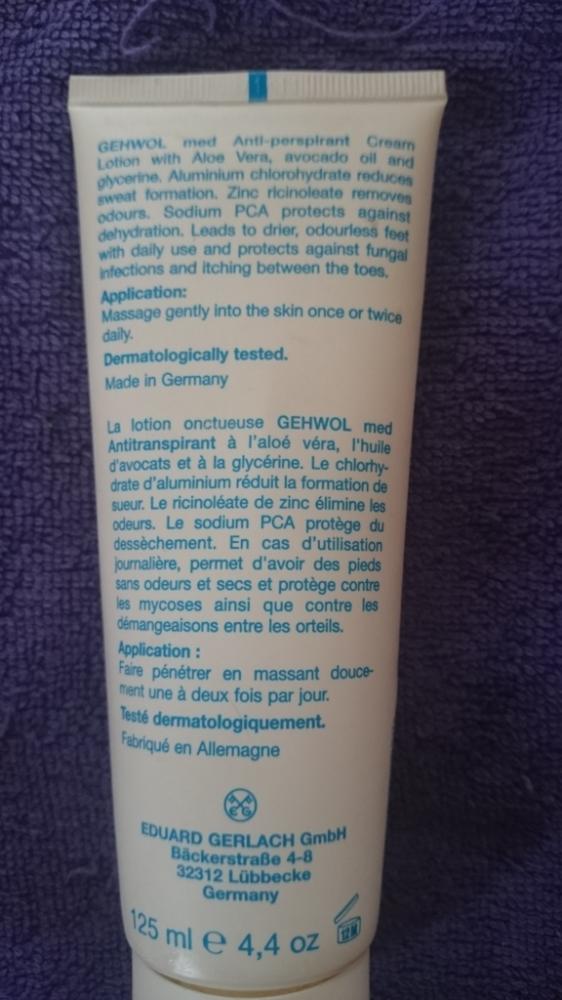 GEHWOL med Anti-perspirant Cream
Lotion with Aloe Vera, avocado oil and
glycerine. Aluminium chlorohydrate reduces
sweat formation. Zinc ricinoleate removes
odours. Sodium PCA protects against
dehydration. Leads to drier, odourless feet
with daily use and protects against fungal
infections and itching between the toes.
Application:
Massage gently into the skin once or twice
daily.
Dermatologically tested.
Made in Germany
La lotion onctueuse GEHWOL med
Antitranspirant à l'aloé véra, l'huile
d'avocats et à la glycérine. Le chlorhy-
drate d'aluminium réduit la formation de
sueur. Le ricinoléate de zinc élimine les
odeurs. Le sodium PCA protège du
dessèchement. En cas d'utilisation
journalière, permet d'avoir des pieds
sans odeurs et secs et protège contre
les mycoses ainsi que contre les
démangeaisons entre les orteils.
Application :
Faire pénétrer en massant douce-
ment une à deux fois par jour.
Testé dermatologiquement.
Fabriqué en Allemagne
EG
EDUARD GERLACH GmbH
Bäckerstraße 4-8
32312 Lübbecke
Germany
125 ml e 4,4 oz
12M